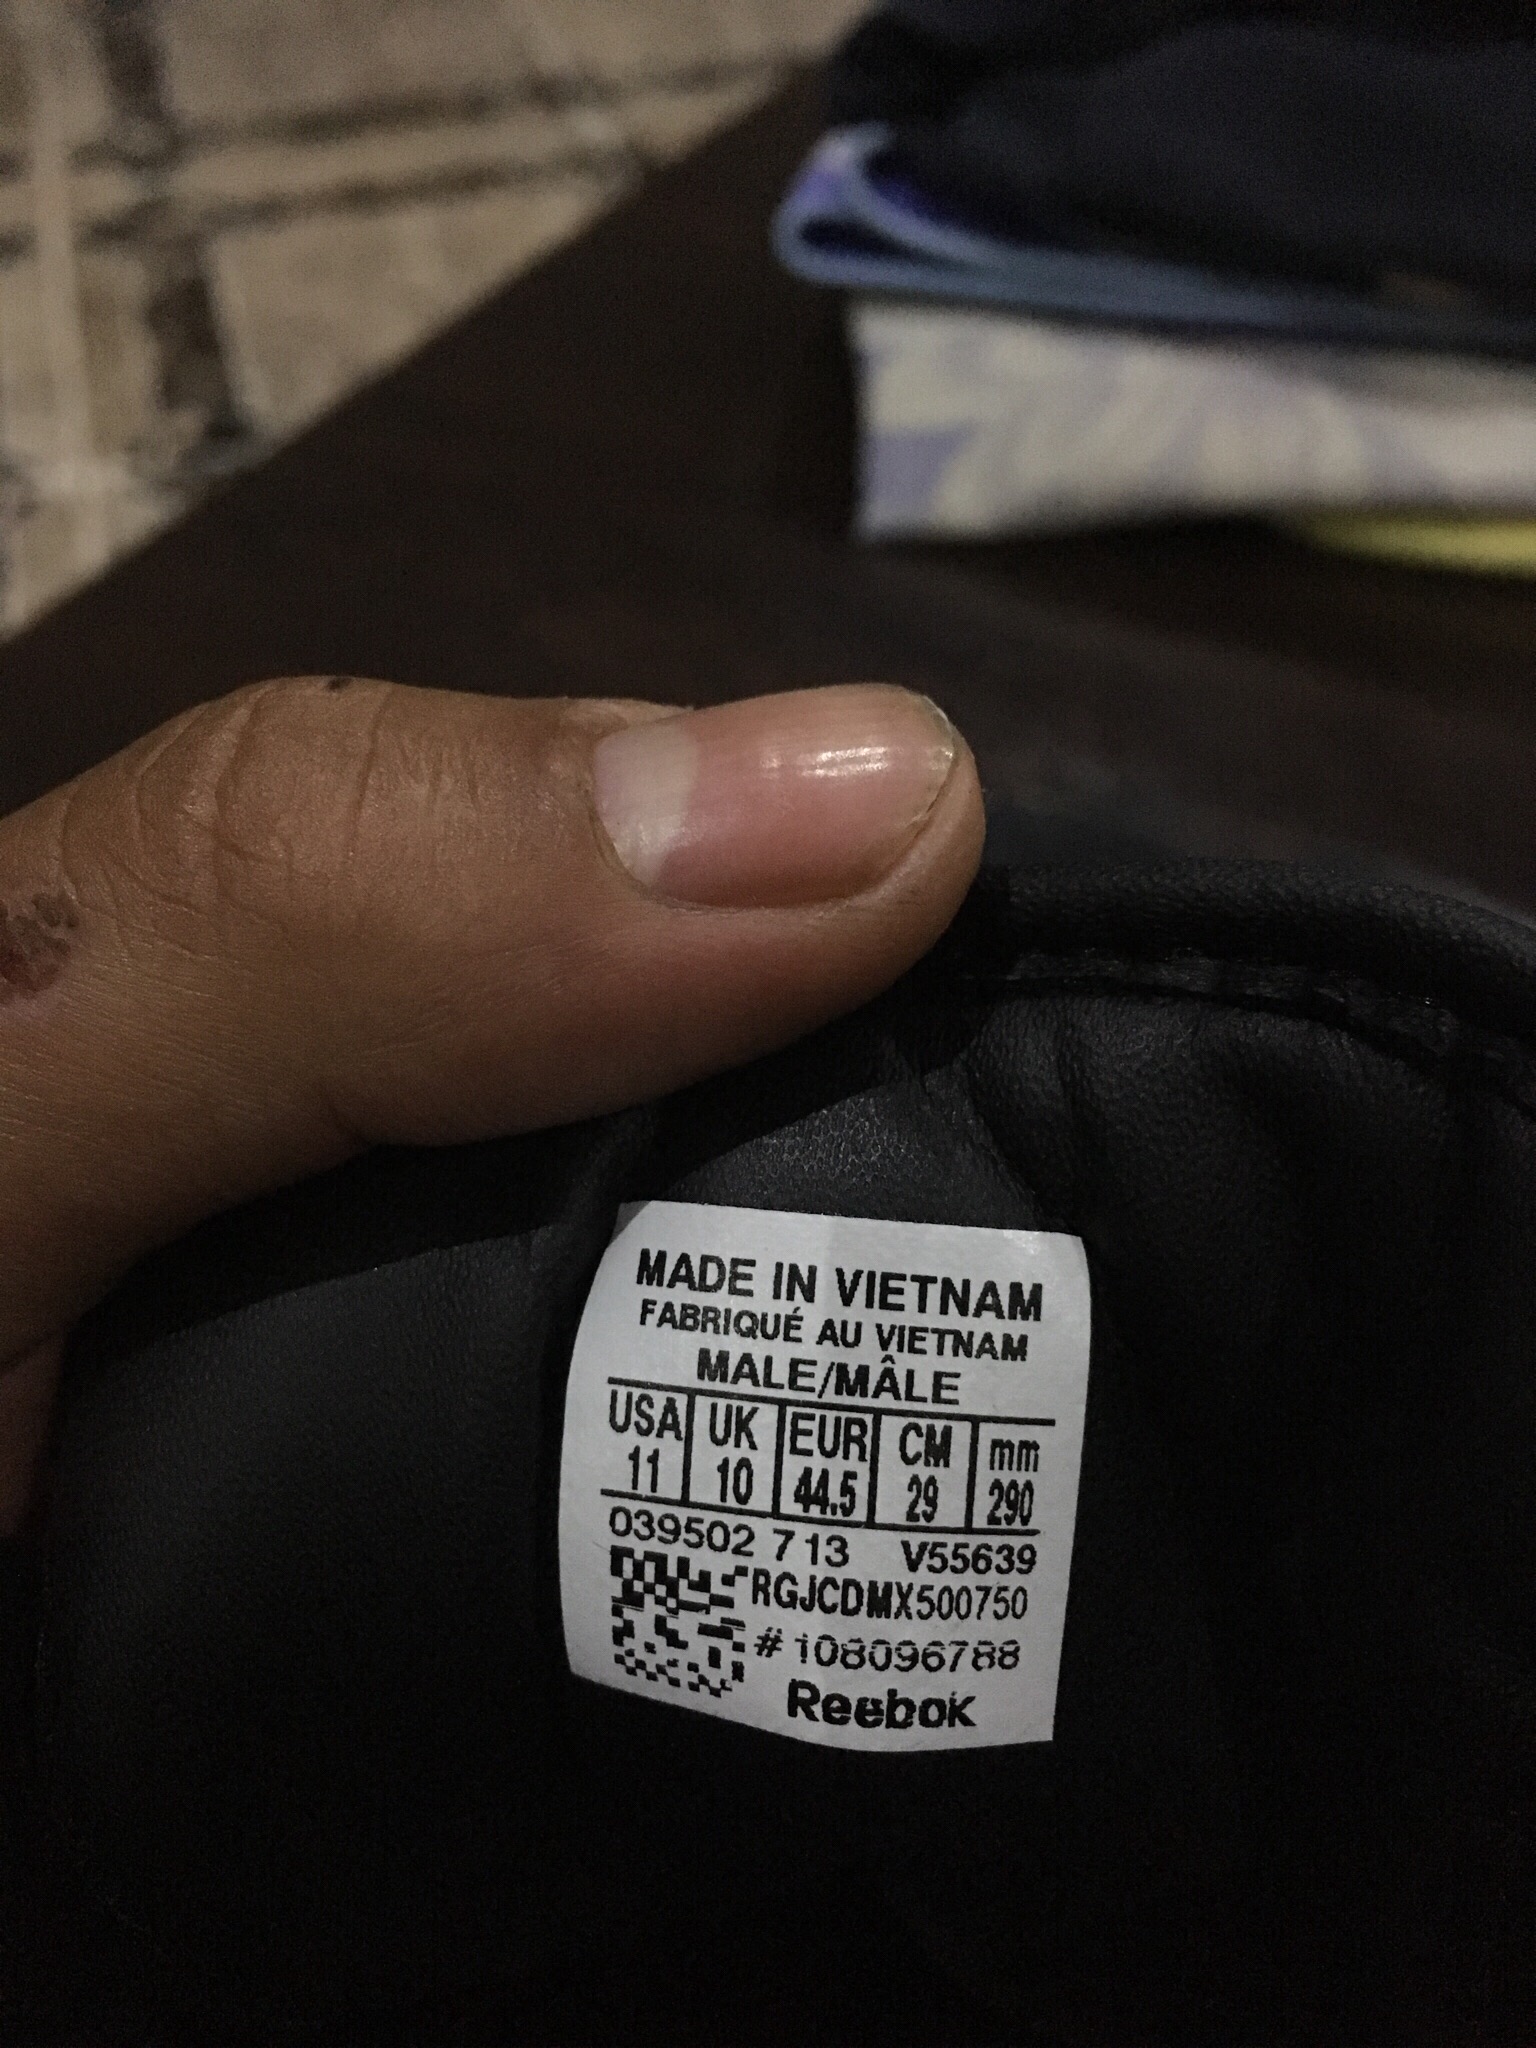 MADE IN VIETNAM
FABRIQUÉ AU VIETNAM
MALE/MÂLE
USA UK EUR CM mm
11 10 44.5 29 290
039502 713 V55639
RGJCDMX500750
#108096788
Reebok